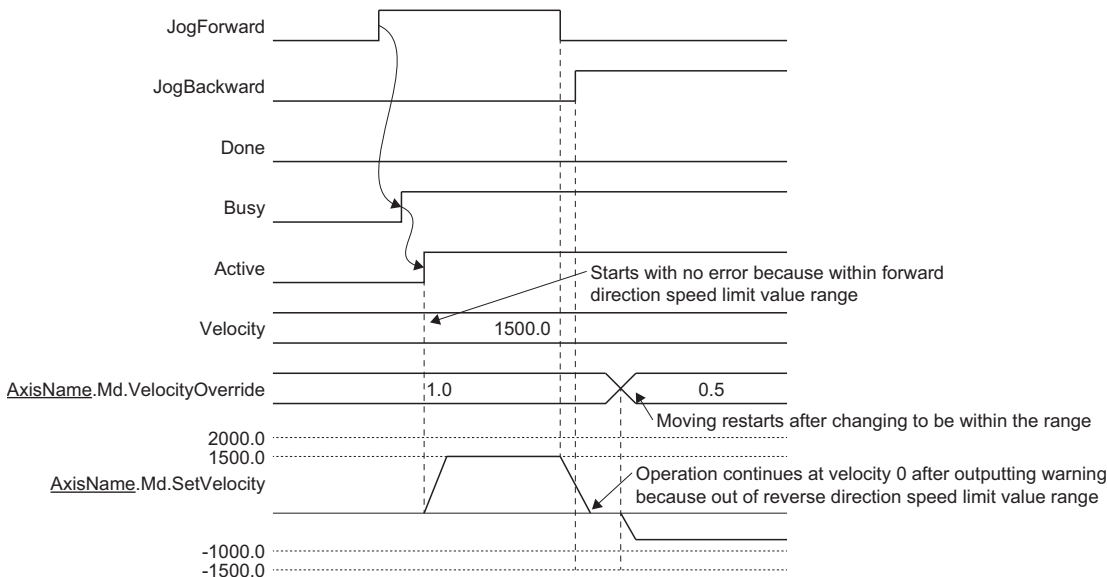 JogForward
JogBackward
Done
Busy
Active
Starts with no error because within forward
direction speed limit value range
Velocity
1500.0
AxisName.Md.VelocityOverride
1.0
0.5
Moving restarts after changing to be within the range
2000.0
1500.0
AxisName.Md.SetVelocity
Operation continues at velocity 0 after outputting warning
because out of reverse direction speed limit value range
-1000.0
-1500.0